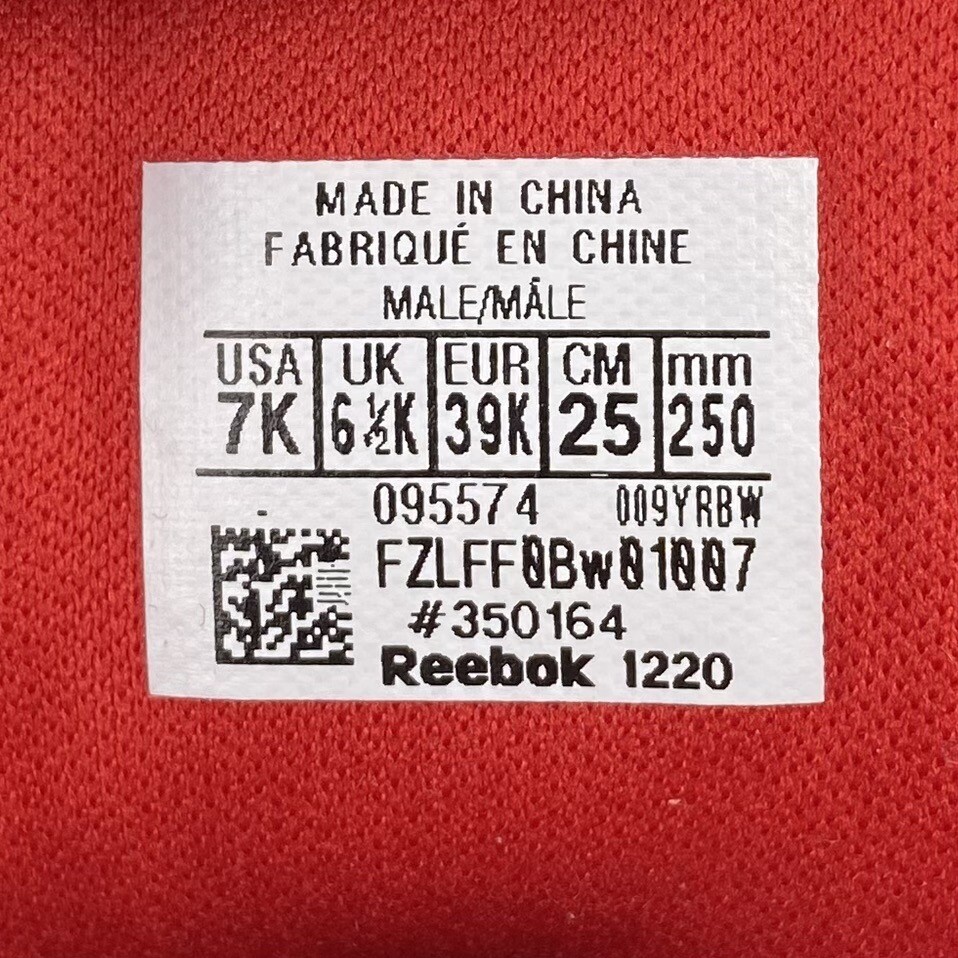 MADE IN CHINA
FABRIQUÉ EN CHINE
MALE/MÂLE
USA UK EUR CM mm
7K 6½K 39K 25 250
095574 009YRBW
FZLFF0Bw01007
#350164
Reebok 1220